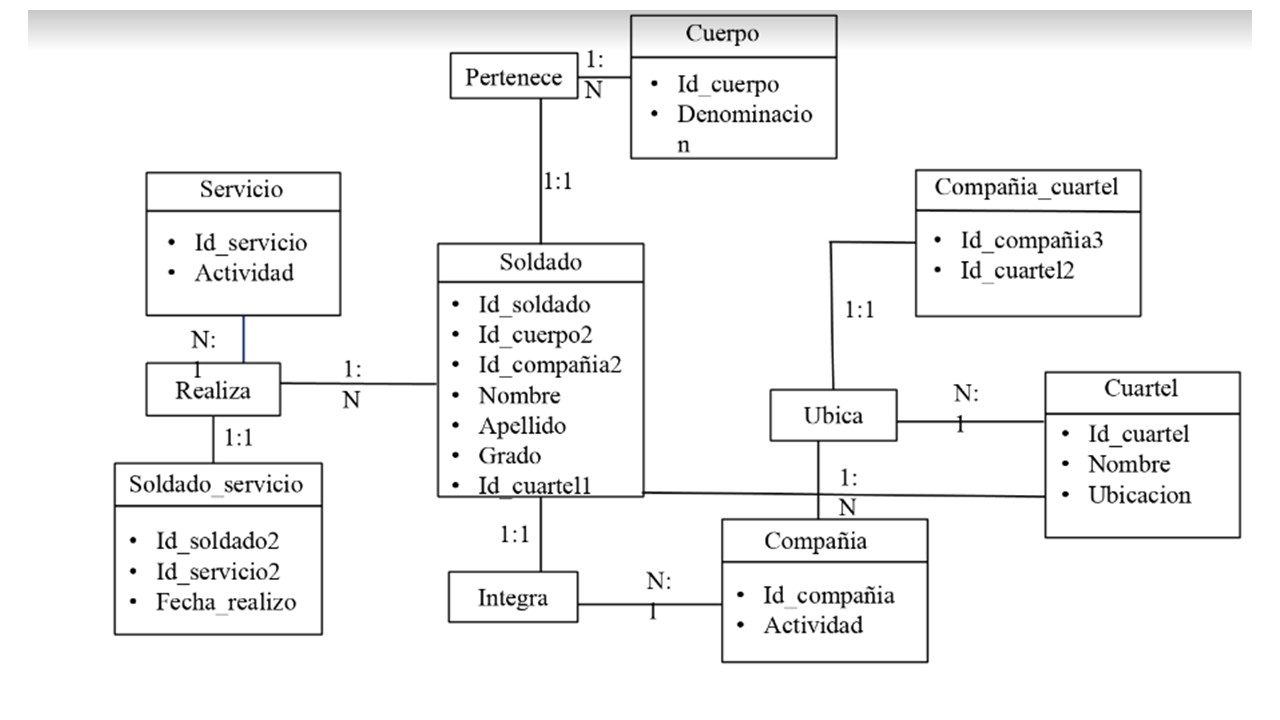 Cuerpo
Id_cuerpo
Denominacio
n
Pertenece
1:
N
1:1
Servicio
Id_servicio
Actividad
N:
1
Realiza
1:
N
1:1
Soldado_servicio
Id_soldado2
Id_servicio2
Fecha_realizo
Soldado
Id_soldado
Id_cuerpo2
Id_compañia2
Nombre
Apellido
Grado
Id_cuartel1
1:1
Integra
N:
1
Compañia_cuartel
Id_compañia3
Id_cuartel2
1:1
Ubica
N:
1
Cuartel
Id_cuartel
Nombre
Ubicacion
1:
N
Compañia
Id_compañia
Actividad